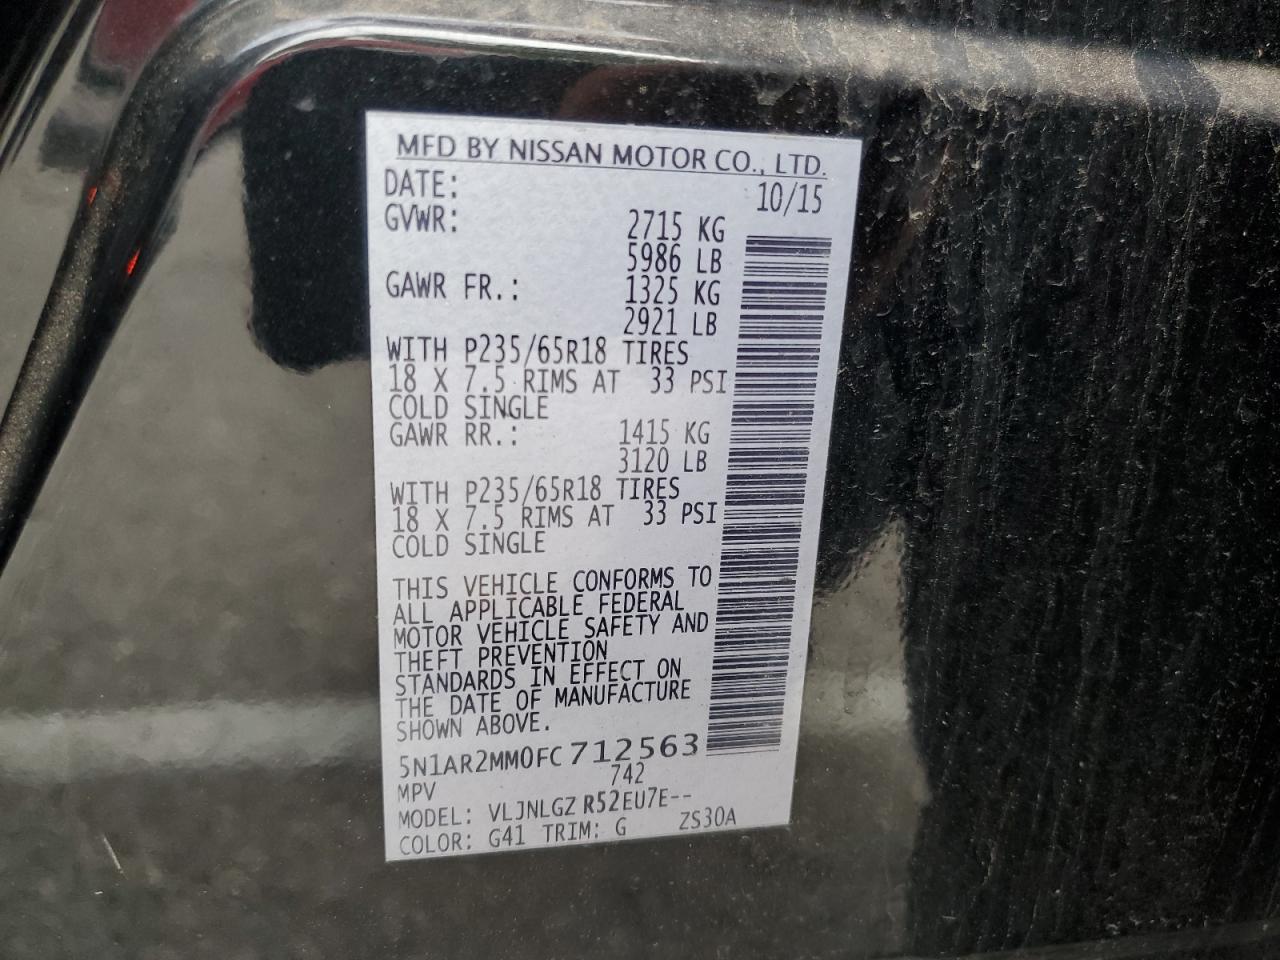 MFD BY NISSAN MOTOR CO., LTD.
DATE: 10/15
GVWR: 2715 KG
5986 LB
GAWR FR.: 1325 KG
2921 LB
WITH P235/65R18 TIRES
18 X 7.5 RIMS AT 33 PSI
COLD SINGLE
GAWR RR.: 1415 KG
3120 LB
WITH P235/65R18 TIRES
18 X 7.5 RIMS AT 33 PSI
COLD SINGLE
THIS VEHICLE CONFORMS TO
ALL APPLICABLE FEDERAL
MOTOR VEHICLE SAFETY AND
THEFT PREVENTION
STANDARDS IN EFFECT ON
THE DATE OF MANUFACTURE
SHOWN ABOVE.
5N1AR2MM0FC 712563
MPV 742
MODEL: VLJNLGZ R52EU7E--
COLOR: G41 TRIM: G ZS30A